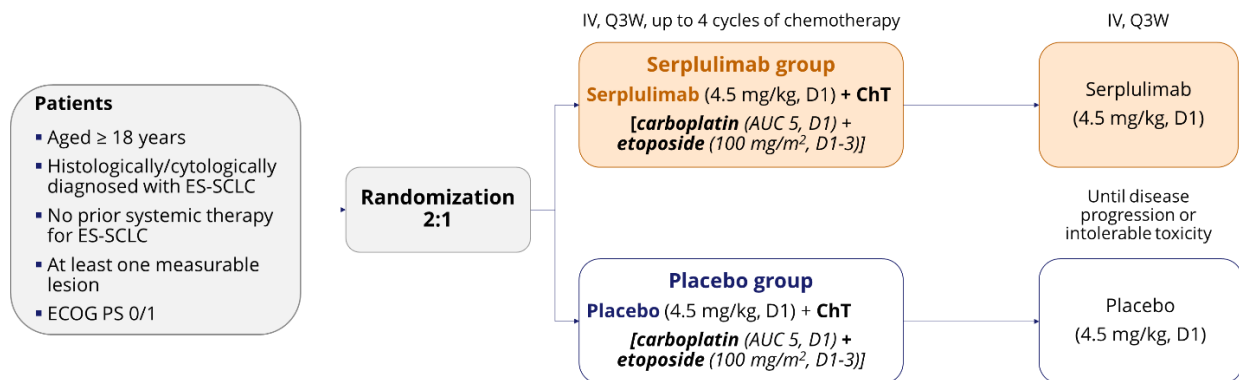 IV, Q3W, up to 4 cycles of chemotherapy
IV, Q3W
Patients
▪ Aged ≥ 18 years
▪ Histologically/cytologically
diagnosed with ES-SCLC
▪ No prior systemic therapy
for ES-SCLC
▪ At least one measurable
lesion
▪ ECOG PS 0/1
Randomization
2:1
Serplulimab group
Serplulimab (4.5 mg/kg, D1) + ChT
[carboplatin (AUC 5, D1) +
etoposide (100 mg/m², D1-3)]
Serplulimab
(4.5 mg/kg, D1)
Until disease
progression or
intolerable toxicity
Placebo group
Placebo (4.5 mg/kg, D1) + ChT
[carboplatin (AUC 5, D1) +
etoposide (100 mg/m², D1-3)]
Placebo
(4.5 mg/kg, D1)